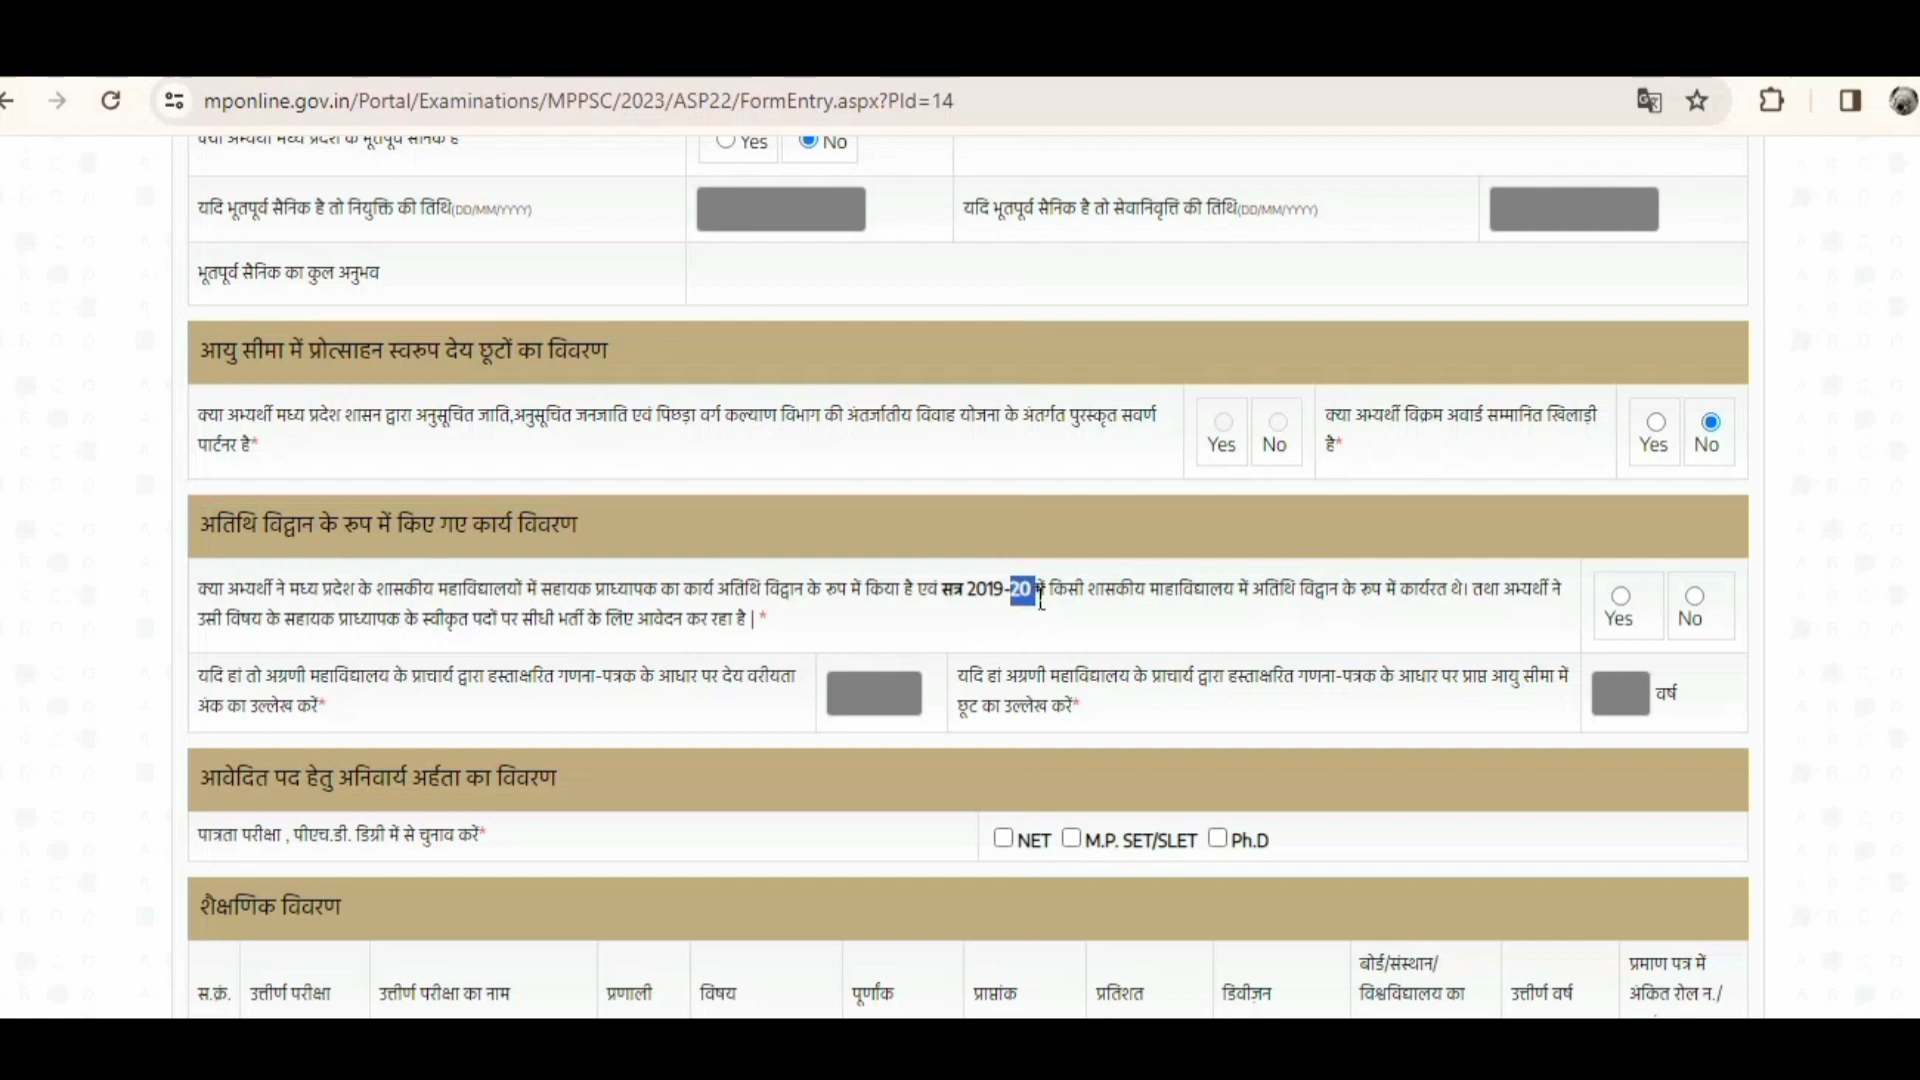 mponline.gov.in/Portal/Examinations/MPPSC/2023/ASP22/FormEntry.aspx?PId=14
क्या अभ्यर्थी मध्य प्रदेश के भूतपूर्व सैनिक है Yes No
यदि भूतपूर्व सैनिक है तो नियुक्ति की तिथि(DD/MM/YYYY) यदि भूतपूर्व सैनिक है तो सेवानिवृत्ति की तिथि(DD/MM/YYYY)
भूतपूर्व सैनिक का कुल अनुभव
आयु सीमा में प्रोत्साहन स्वरूप देय छूटों का विवरण
क्या अभ्यर्थी मध्य प्रदेश शासन द्वारा अनुसूचित जाति,अनुसूचित जनजाति एवं पिछड़ा वर्ग कल्याण विभाग की अंतर्जातीय विवाह योजना के अंतर्गत पुरस्कृत सवर्ण
पार्टनर है*
Yes No
क्या अभ्यर्थी विक्रम अवार्ड सम्मानित खिलाड़ी
है*
Yes No
अतिथि विद्वान के रूप में किए गए कार्य विवरण
क्या अभ्यर्थी ने मध्य प्रदेश के शासकीय महाविद्यालयों में सहायक प्राध्यापक का कार्य अतिथि विद्वान के रूप में किया है एवं सत्र 2019-20 में किसी शासकीय माहाविद्यालय में अतिथि विद्वान के रूप में कार्यरत थे। तथा अभ्यर्थी ने
उसी विषय के सहायक प्राध्यापक के स्वीकृत पदों पर सीधी भर्ती के लिए आवेदन कर रहा है | *
Yes No
यदि हां तो अग्रणी महाविद्यालय के प्राचार्य द्वारा हस्ताक्षरित गणना-पत्रक के आधार पर देय वरीयता
अंक का उल्लेख करें*
यदि हां अग्रणी महाविद्यालय के प्राचार्य द्वारा हस्ताक्षरित गणना-पत्रक के आधार पर प्राप्त आयु सीमा में
छूट का उल्लेख करें*
वर्ष
आवेदित पद हेतु अनिवार्य अर्हता का विवरण
पात्रता परीक्षा , पीएच.डी. डिग्री में से चुनाव करें* NET M.P. SET/SLET Ph.D
शैक्षणिक विवरण
स.क्रं. उत्तीर्ण परीक्षा उत्तीर्ण परीक्षा का नाम प्रणाली विषय पूर्णांक प्राप्तांक प्रतिशत डिवीज़न
बोर्ड/संस्थान/
विश्वविद्यालय का
उत्तीर्ण वर्ष
प्रमाण पत्र में
अंकित रोल न./